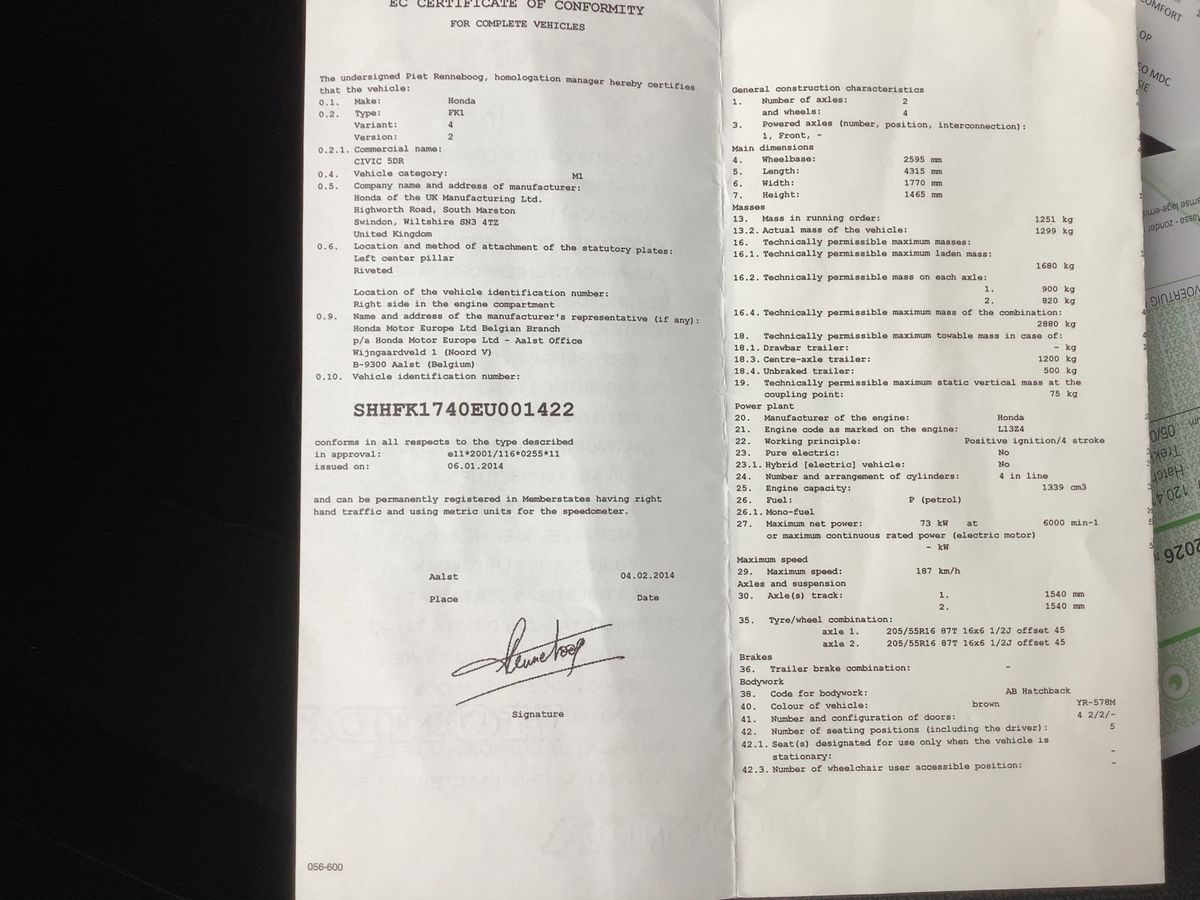 EC CERTIFICATE OF CONFORMITY
FOR COMPLETE VEHICLES
The undersigned Piet Renneboog, homologation manager hereby certifies
that the vehicle:
0.1. Make: Honda
0.2. Type: FK1
Variant: 4
Version: 2
0.2.1. Commercial name:
CIVIC 5DR
0.4. Vehicle category: M1
0.5. Company name and address of manufacturer:
Honda of the UK Manufacturing Ltd.
Highworth Road, South Marston
Swindon, Wiltshire SN3 4TZ
United Kingdom
0.6. Location and method of attachment of the statutory plates:
Left center pillar
Riveted
Location of the vehicle identification number:
Right side in the engine compartment
0.9. Name and address of the manufacturer's representative (if any):
Honda Motor Europe Ltd Belgian Branch
p/a Honda Motor Europe Ltd - Aalst Office
Wijngaardveld 1 (Noord V)
B-9300 Aalst (Belgium)
0.10. Vehicle identification number:
SHHFK1740EU001422
conforms in all respects to the type described
in approval: e11*2001/116*0255*11
issued on: 06.01.2014
and can be permanently registered in Memberstates having right
hand traffic and using metric units for the speedometer.
Aalst 04.02.2014
Place Date
Renneboog
Signature
056-600
General construction characteristics
1. Number of axles: 2
and wheels: 4
3. Powered axles (number, position, interconnection):
1, Front, -
Main dimensions
4. Wheelbase: 2595 mm
5. Length: 4315 mm
6. Width: 1770 mm
7. Height: 1465 mm
Masses
13. Mass in running order: 1251 kg
13.2. Actual mass of the vehicle: 1299 kg
16. Technically permissible maximum masses:
16.1. Technically permissible maximum laden mass:
1680 kg
16.2. Technically permissible mass on each axle:
1. 900 kg
2. 820 kg
16.4. Technically permissible maximum mass of the combination:
2880 kg
18. Technically permissible maximum towable mass in case of:
18.1. Drawbar trailer: - kg
18.3. Centre-axle trailer: 1200 kg
18.4. Unbraked trailer: 500 kg
19. Technically permissible maximum static vertical mass at the
coupling point: 75 kg
Power plant
20. Manufacturer of the engine: Honda
21. Engine code as marked on the engine: L13Z4
22. Working principle: Positive ignition/4 stroke
23. Pure electric: No
23.1. Hybrid [electric] vehicle: No
24. Number and arrangement of cylinders: 4 in line
25. Engine capacity: 1339 cm3
26. Fuel: P (petrol)
26.1. Mono-fuel
27. Maximum net power: 73 kW at 6000 min-1
or maximum continuous rated power (electric motor)
- kW
Maximum speed
29. Maximum speed: 187 km/h
Axles and suspension
30. Axle(s) track: 1. 1540 mm
2. 1540 mm
35. Tyre/wheel combination:
axle 1. 205/55R16 87T 16x6 1/2J offset 45
axle 2. 205/55R16 87T 16x6 1/2J offset 45
Brakes
36. Trailer brake combination: -
Bodywork
38. Code for bodywork: AB Hatchback
40. Colour of vehicle: brown YR-578M
41. Number and configuration of doors: 4 2/2/-
42. Number of seating positions (including the driver): 5
42.1. Seat(s) designated for use only when the vehicle is
stationary: -
42.3. Number of wheelchair user accessible position: -
OP
MDC
VOERTUIG
2026